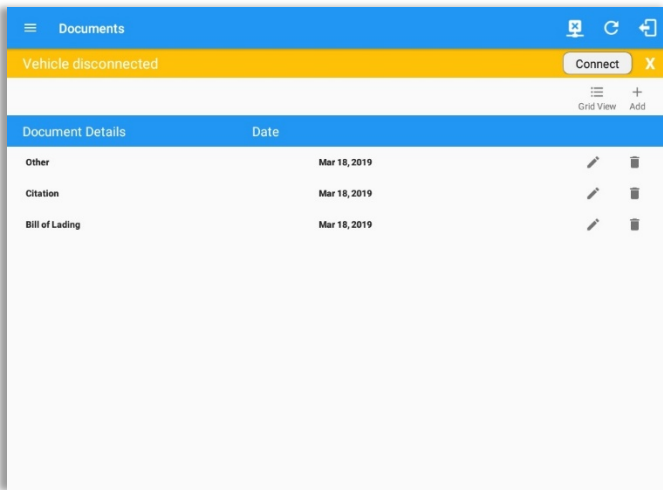 Documents
Vehicle disconnected Connect X
Grid View Add
Document Details Date
Other Mar 18, 2019
Citation Mar 18, 2019
Bill of Lading Mar 18, 2019